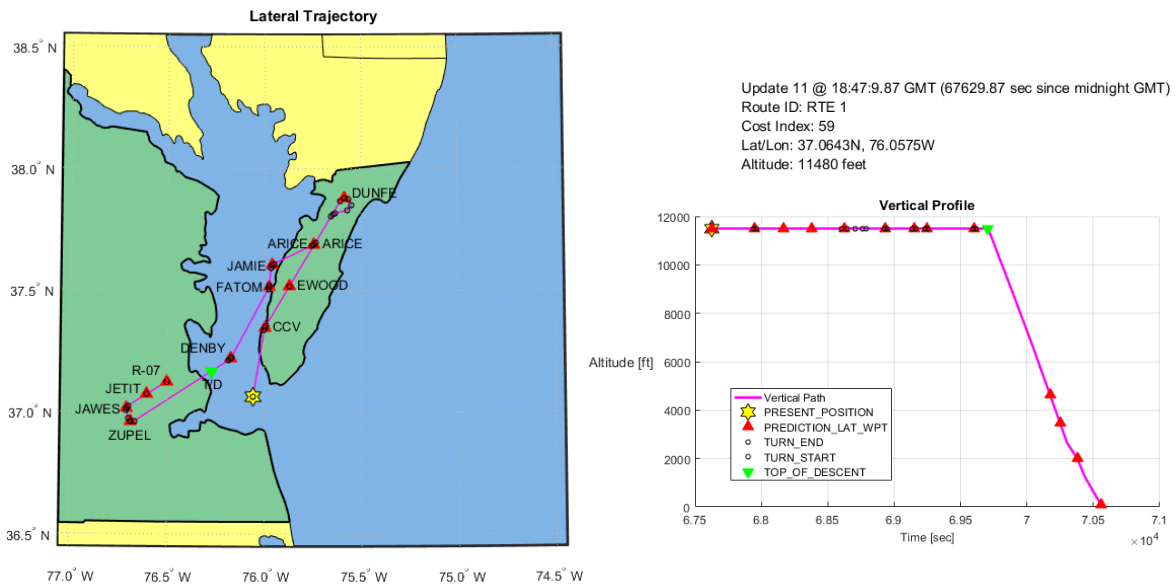 Lateral Trajectory
38.5° N
38.0° N
37.5° N
37.0° N
36.5° N
77.0° W
76.5° W
76.0° W
75.5° W
75.0° W
74.5° W
DUNFE
ARICE
ARICE
JAMIE
FATOM
EWOOD
CCV
DENBY
T/D
R-07
JETIT
JAWES
ZUPEL
Update 11 @ 18:47:9.87 GMT (67629.87 sec since midnight GMT)
Route ID: RTE 1
Cost Index: 59
Lat/Lon: 37.0643N, 76.0575W
Altitude: 11480 feet
Vertical Profile
12000
10000
8000
6000
4000
2000
0
Altitude [ft]
Vertical Path
PRESENT_POSITION
PREDICTION_LAT_WPT
TURN_END
TURN_START
TOP_OF_DESCENT
6.75
6.8
6.85
6.9
6.95
7
7.05
7.1
Time [sec]
×10⁴